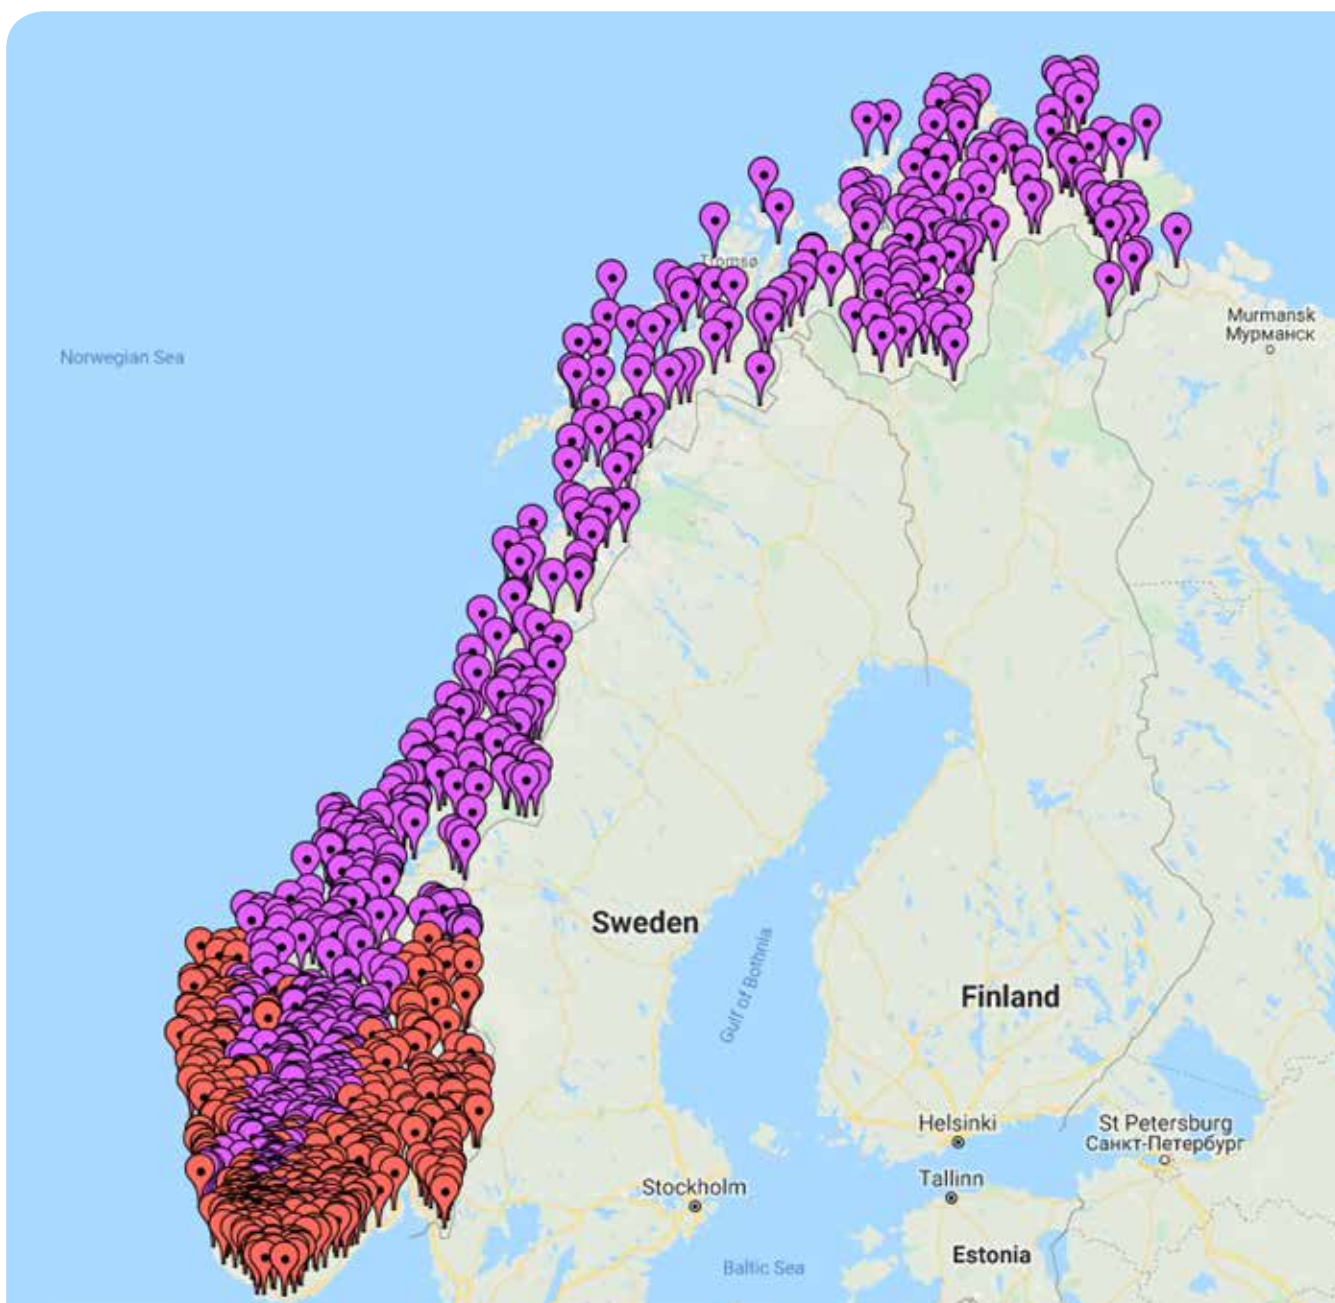 Tromsø
Murmansk
Мурманск
Norwegian Sea
Sweden
Gulf of Bothnia
Finland
Helsinki
St Petersburg
Санкт-Петербург
Tallinn
Stockholm
Estonia
Baltic Sea